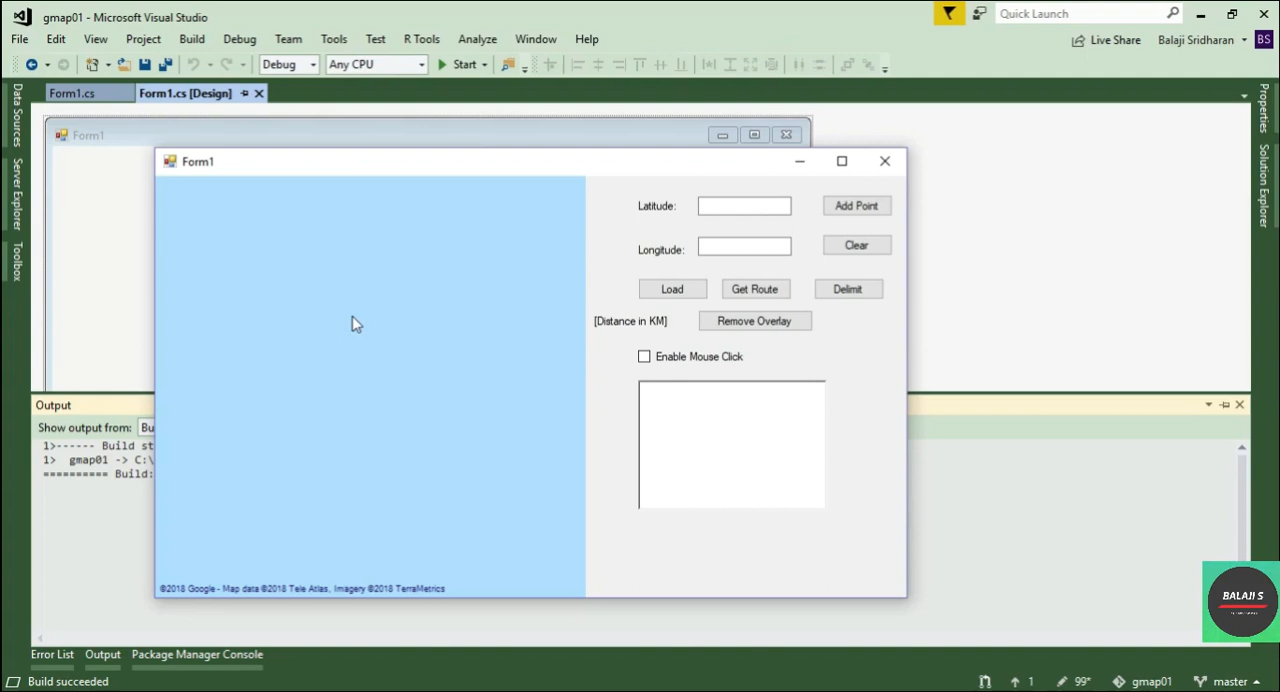 gmap01 - Microsoft Visual Studio
Quick Launch
File Edit View Project Build Debug Team Tools Test R Tools Analyze Window Help
Live Share Balaji Sridharan BS
Debug Any CPU Start
Form1.cs Form1.cs [Design]
Data Sources
Server Explorer
Toolbox
Properties
Solution Explorer
Form1
Form1
Latitude: Add Point
Longitude: Clear
Load Get Route Delimit
[Distance in KM] Remove Overlay
Enable Mouse Click
©2018 Google - Map data ©2018 Tele Atlas, Imagery ©2018 TerraMetrics
Output
Show output from: Bu
1>------ Build st
1> gmap01 -> C:\
========== Build:
BALAJI S
Error List Output Package Manager Console
Build succeeded
1 99* gmap01 master